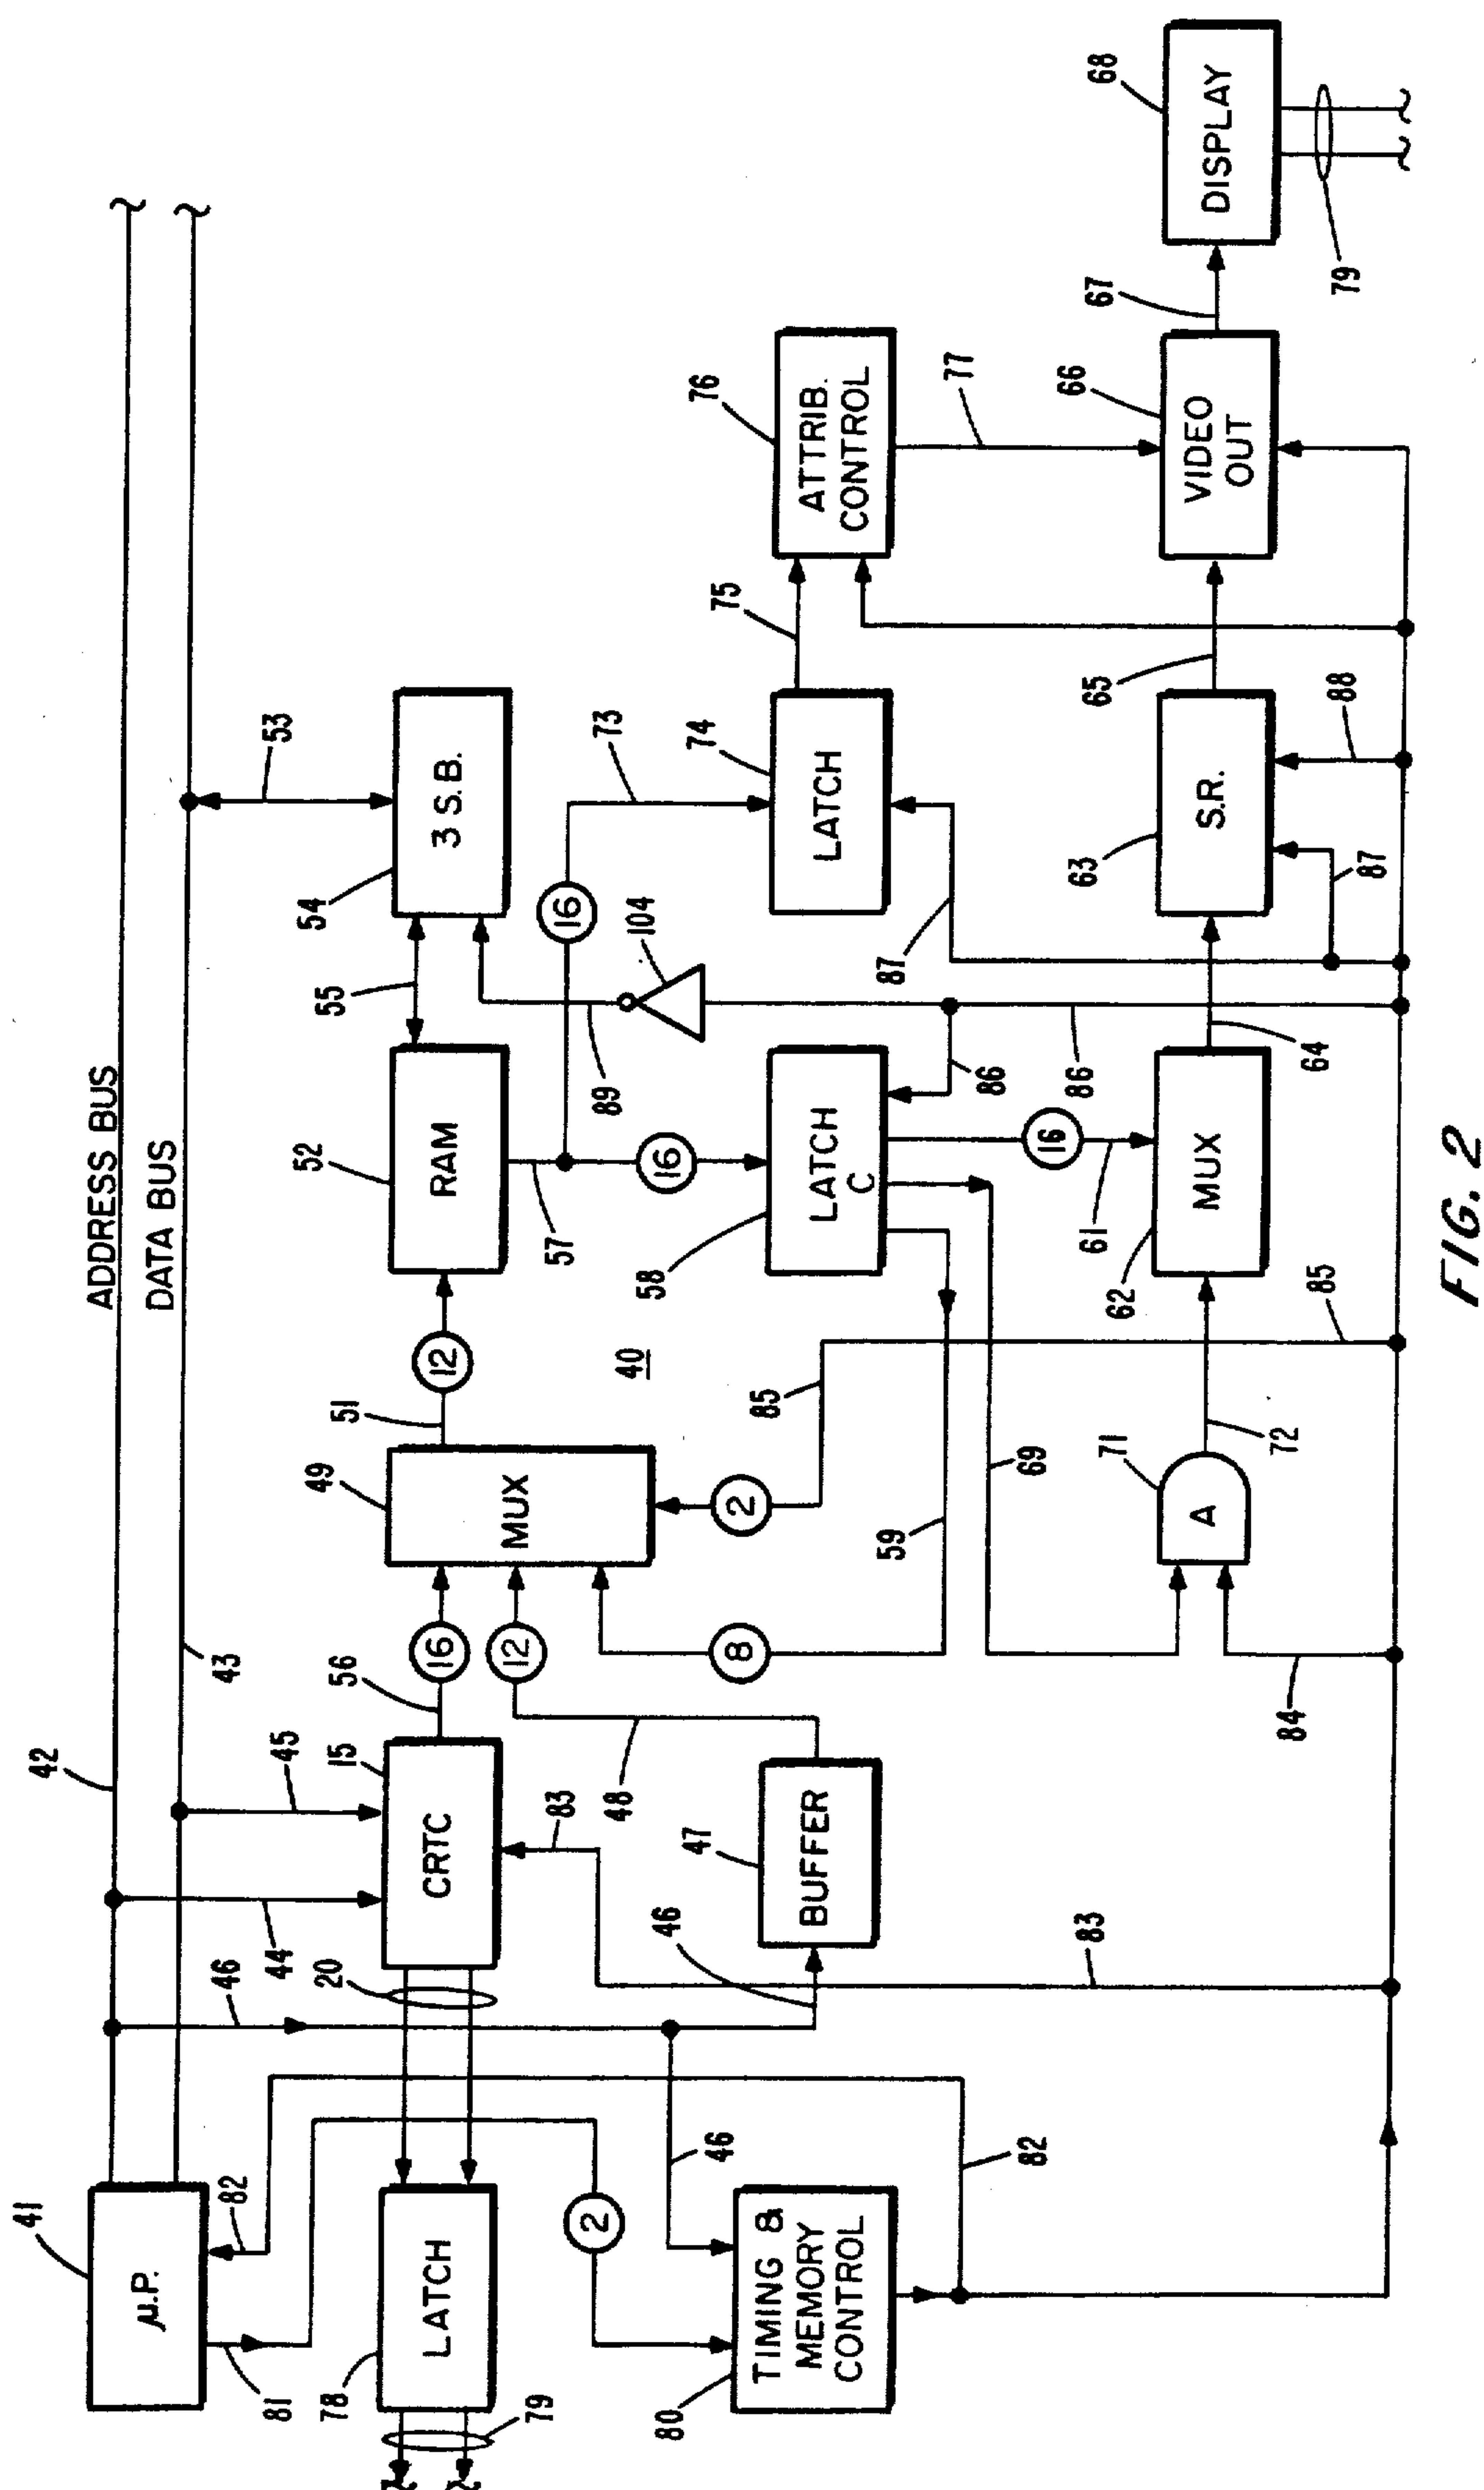 ADDRESS BUS
DATA BUS
41
μ.P.
81
82
42
43
44
45
46
15
CRTC
20
78
LATCH
79
2
80
TIMING &
MEMORY
CONTROL
46
82
83
83
46
47
BUFFER
48
56
16
12
8
49
MUX
51
12
2
85
85
59
69
40
52
RAM
55
53
54
3 S.B.
57
16
16
73
58
LATCH
C
89
104
86
86
61
16
62
MUX
64
71
A
72
84
74
LATCH
75
87
87
63
S.R.
65
88
76
ATTRIB.
CONTROL
77
66
VIDEO
OUT
67
68
DISPLAY
79
FIG. 2